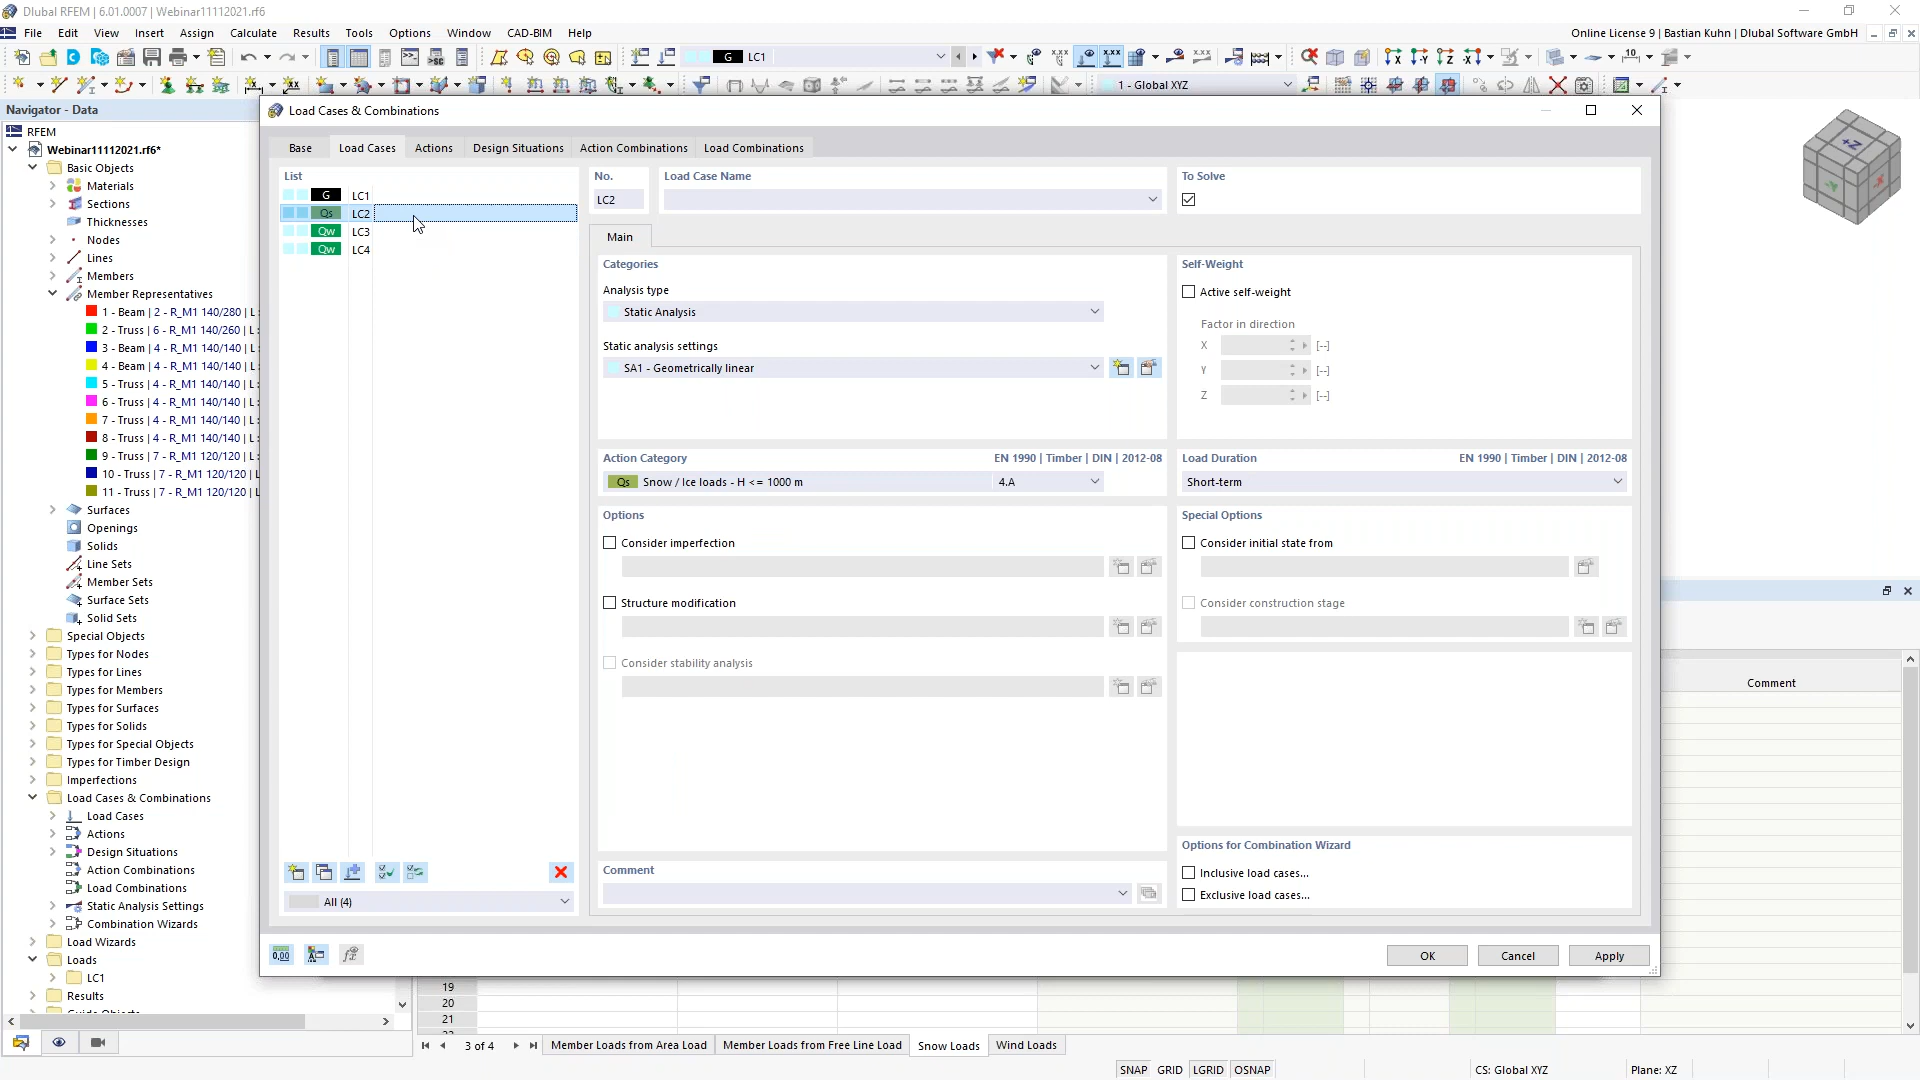 Dlubal RFEM | 6.01.0007 | Webinar11112021.rf6
File Edit View Insert Assign Calculate Results Tools Options Window CAD-BIM Help
Online License 9 | Bastian Kuhn | Dlubal Software GmbH
G LC1
1 - Global XYZ
Navigator - Data
RFEM
Webinar11112021.rf6*
Basic Objects
Materials
Sections
Thicknesses
Nodes
Lines
Members
Member Representatives
1 - Beam | 2 - R_M1 140/280 | L
2 - Truss | 6 - R_M1 140/260 | L
3 - Beam | 4 - R_M1 140/140 | L
4 - Beam | 4 - R_M1 140/140 | L
5 - Truss | 4 - R_M1 140/140 | L
6 - Truss | 4 - R_M1 140/140 | L
7 - Truss | 4 - R_M1 140/140 | L
8 - Truss | 4 - R_M1 140/140 | L
9 - Truss | 7 - R_M1 120/120 | L
10 - Truss | 7 - R_M1 120/120 | L
11 - Truss | 7 - R_M1 120/120 | L
Surfaces
Openings
Solids
Line Sets
Member Sets
Surface Sets
Solid Sets
Special Objects
Types for Nodes
Types for Lines
Types for Members
Types for Surfaces
Types for Solids
Types for Special Objects
Types for Timber Design
Imperfections
Load Cases & Combinations
Load Cases
Actions
Design Situations
Action Combinations
Load Combinations
Static Analysis Settings
Combination Wizards
Load Wizards
Loads
LC1
Results
Load Cases & Combinations
Base Load Cases Actions Design Situations Action Combinations Load Combinations
List
G LC1
Qs LC2
Qw LC3
Qw LC4
All (4)
No.
LC2
Load Case Name
To Solve
Main
Categories
Analysis type
Static Analysis
Static analysis settings
SA1 - Geometrically linear
Self-Weight
Active self-weight
Factor in direction
X [--]
Y [--]
Z [--]
Action Category EN 1990 | Timber | DIN | 2012-08
Qs Snow / Ice loads - H <= 1000 m 4.A
Load Duration EN 1990 | Timber | DIN | 2012-08
Short-term
Options
Consider imperfection
Structure modification
Consider stability analysis
Special Options
Consider initial state from
Consider construction stage
Options for Combination Wizard
Inclusive load cases...
Exclusive load cases...
Comment
OK Cancel Apply
Comment
19
20
21
3 of 4 Member Loads from Area Load Member Loads from Free Line Load Snow Loads Wind Loads
SNAP GRID LGRID OSNAP CS: Global XYZ Plane: XZ